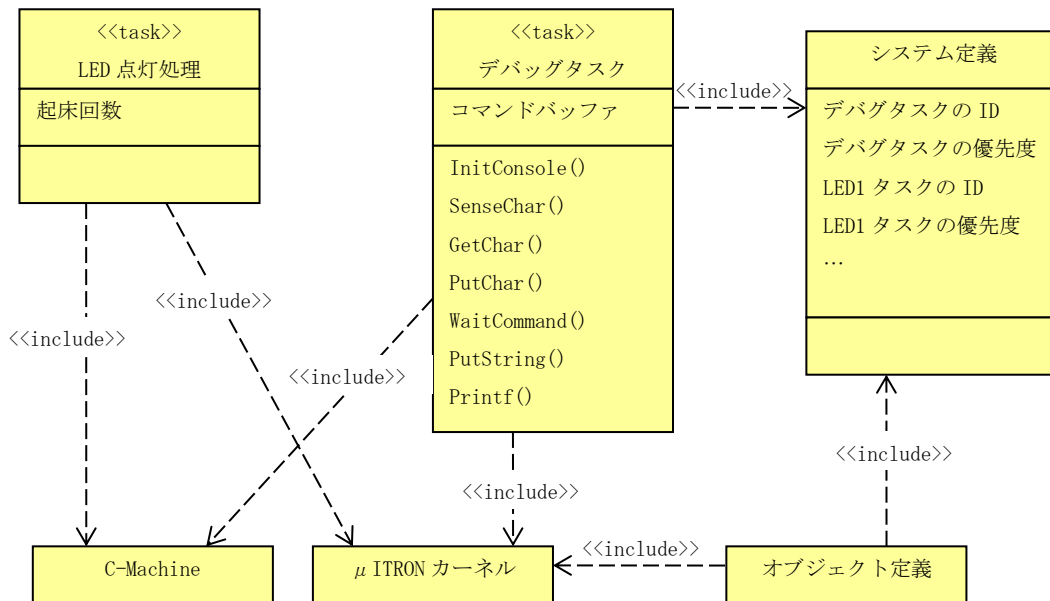 <<task>>
LED 点灯処理
起床回数
<<task>>
デバッグタスク
コマンドバッファ
InitConsole()
SenseChar()
GetChar()
PutChar()
WaitCommand()
PutString()
Printf()
<<include>>
システム定義
デバグタスクの ID
デバグタスクの優先度
LED1 タスクの ID
LED1 タスクの優先度
…
<<include>>
<<include>>
<<include>>
<<include>>
<<include>>
<<include>>
C-Machine
μITRON カーネル
オブジェクト定義